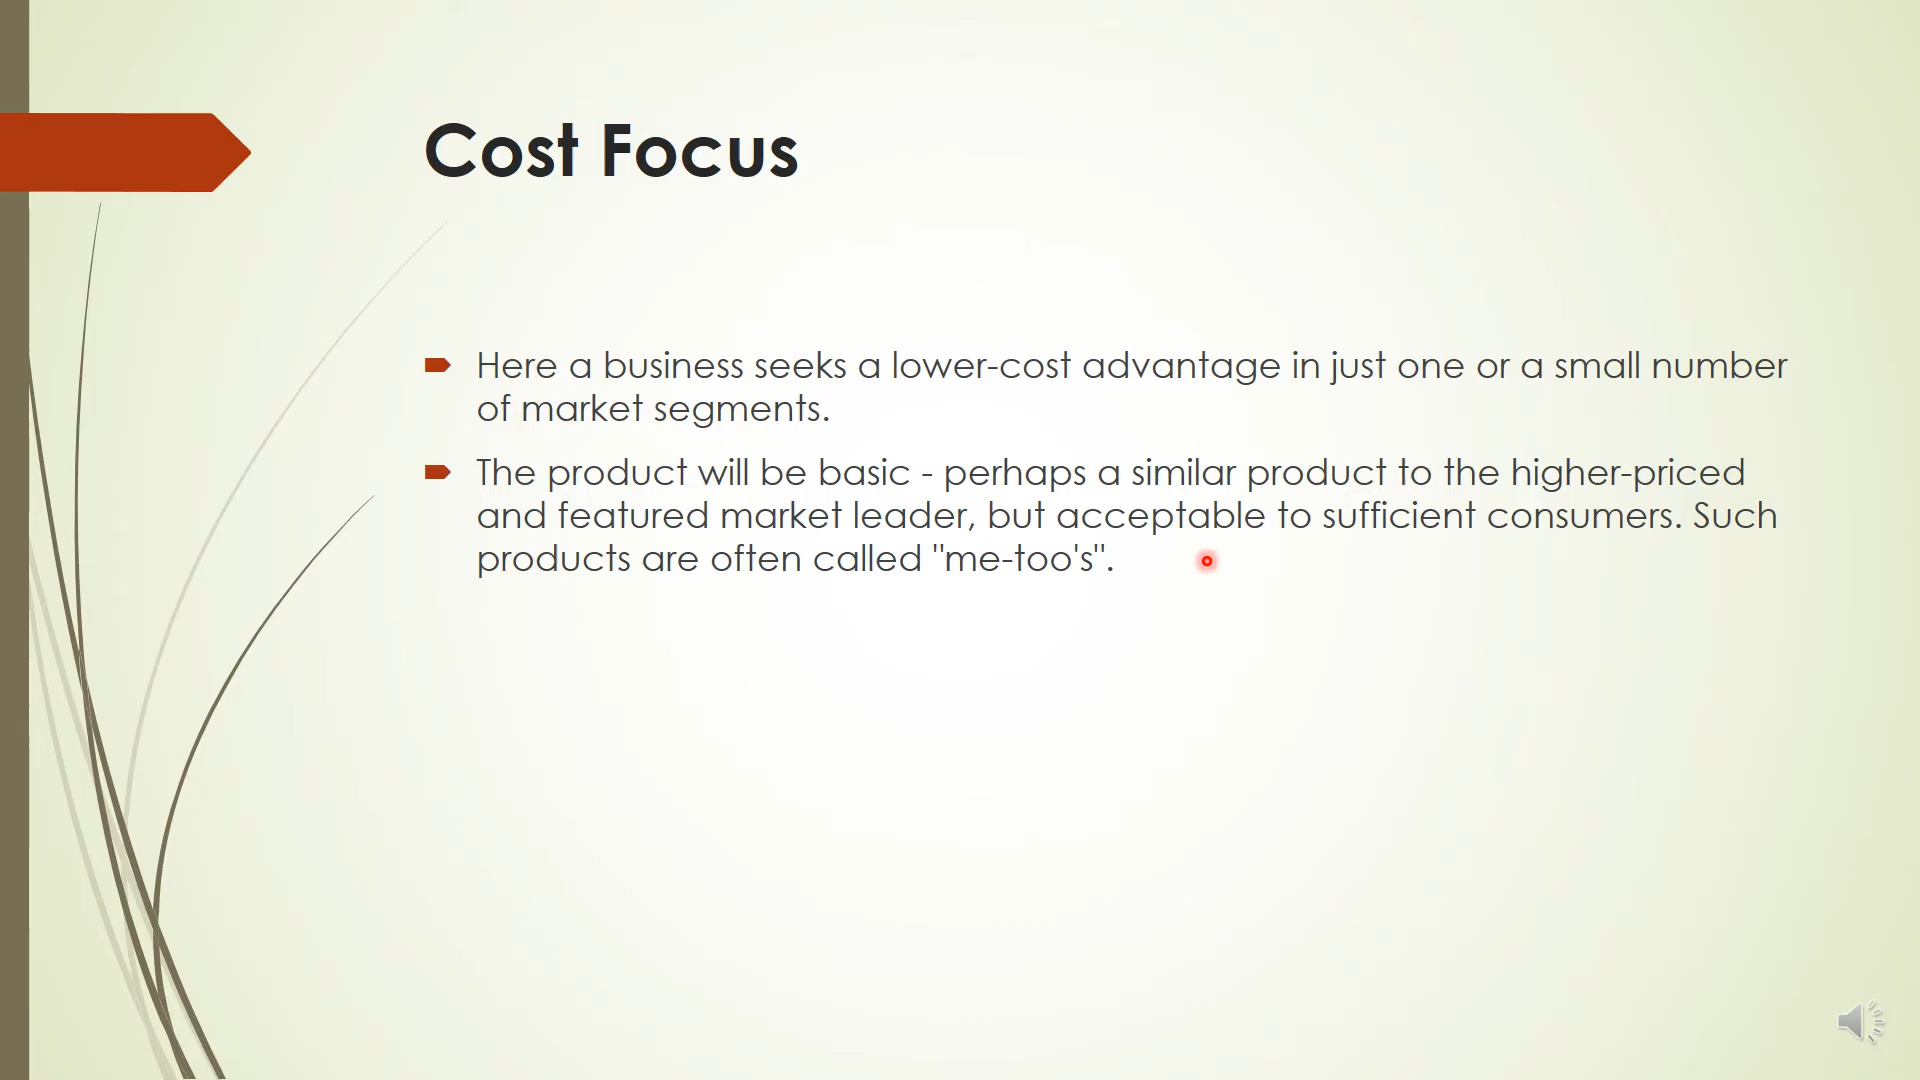 Cost Focus
Here a business seeks a lower-cost advantage in just one or a small number
of market segments.
The product will be basic - perhaps a similar product to the higher-priced
and featured market leader, but acceptable to sufficient consumers. Such
products are often called "me-too's".